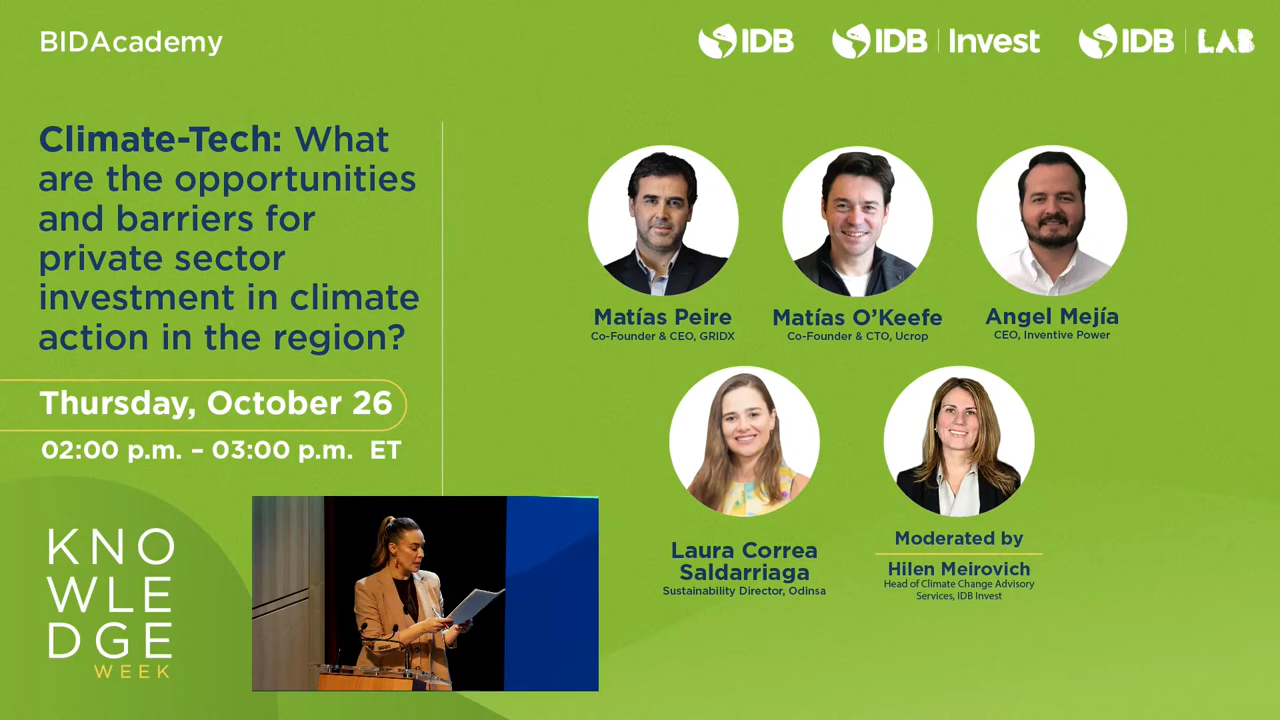 BIDAcademy
IDB
IDB | Invest
IDB | LAB
Climate-Tech: What
are the opportunities
and barriers for
private sector
investment in climate
action in the region?
Thursday, October 26
02:00 p.m. – 03:00 p.m. ET
KNO
WLE
DGE
WEEK
Matías Peire
Co-Founder & CEO, GRIDX
Matías O’Keefe
Co-Founder & CTO, Ucrop
Angel Mejía
CEO, Inventive Power
Laura Correa
Saldarriaga
Sustainability Director, Odinsa
Moderated by
Hilen Meirovich
Head of Climate Change Advisory
Services, IDB Invest